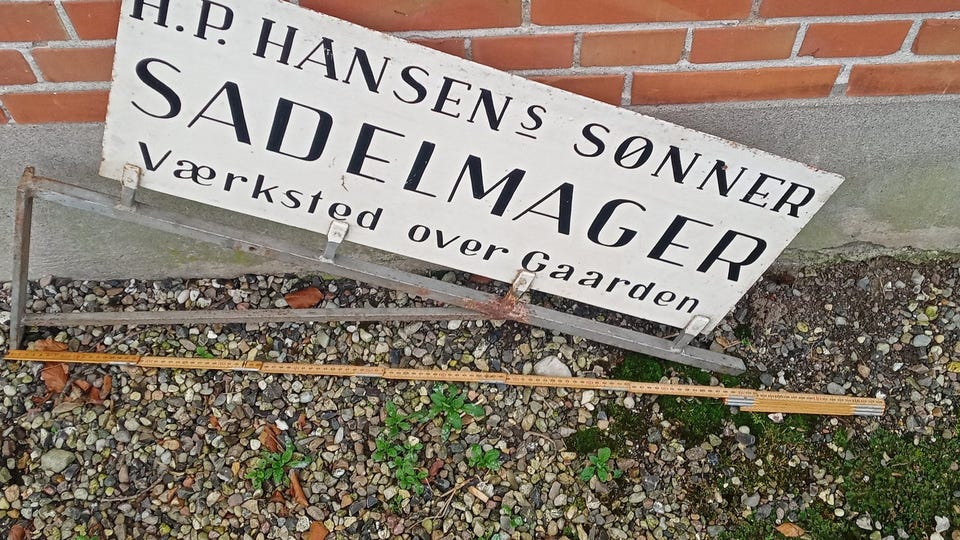 H.P. HANSENS SØNNER
SADELMAGER
Værksted over Gaarden